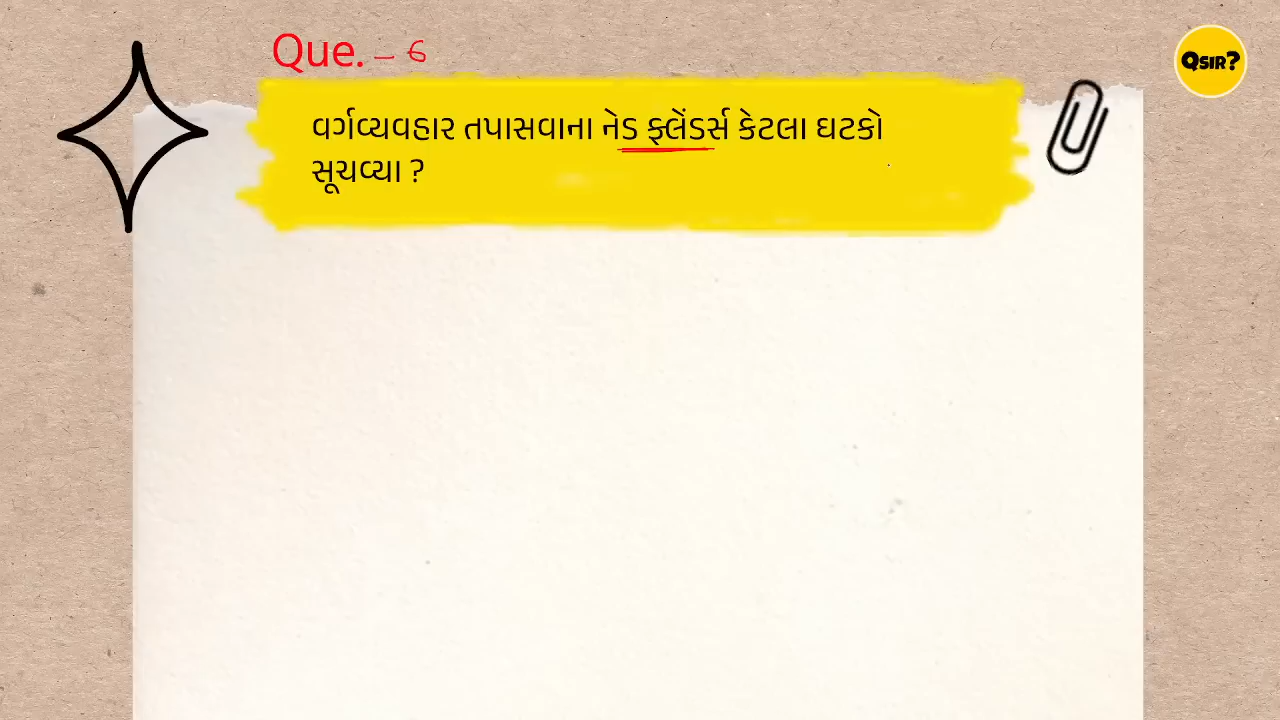 Que. – 6
QSIR?
વર્ગવ્યવહાર તપાસવાના નેડ ફ્લેંડર્સ કેટલા ઘટકો
સૂચવ્યા ?